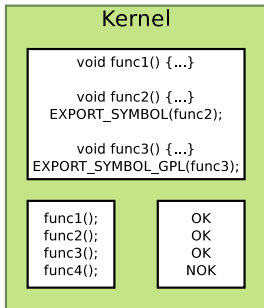 Kernel
void func1() {...}
void func2() {...}
EXPORT_SYMBOL(func2);
void func3() {...}
EXPORT_SYMBOL_GPL(func3);
func1();
func2();
func3();
func4();
OK
OK
OK
NOK